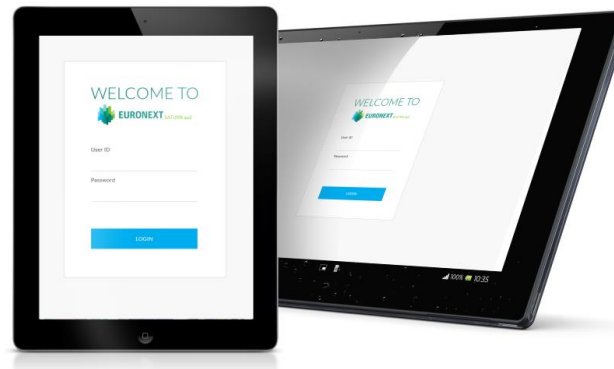 WELCOME TO
EURONEXT
User ID
Password
LOGIN
WELCOME TO
EURONEXT
User ID
Password
LOGIN
100% 10:35